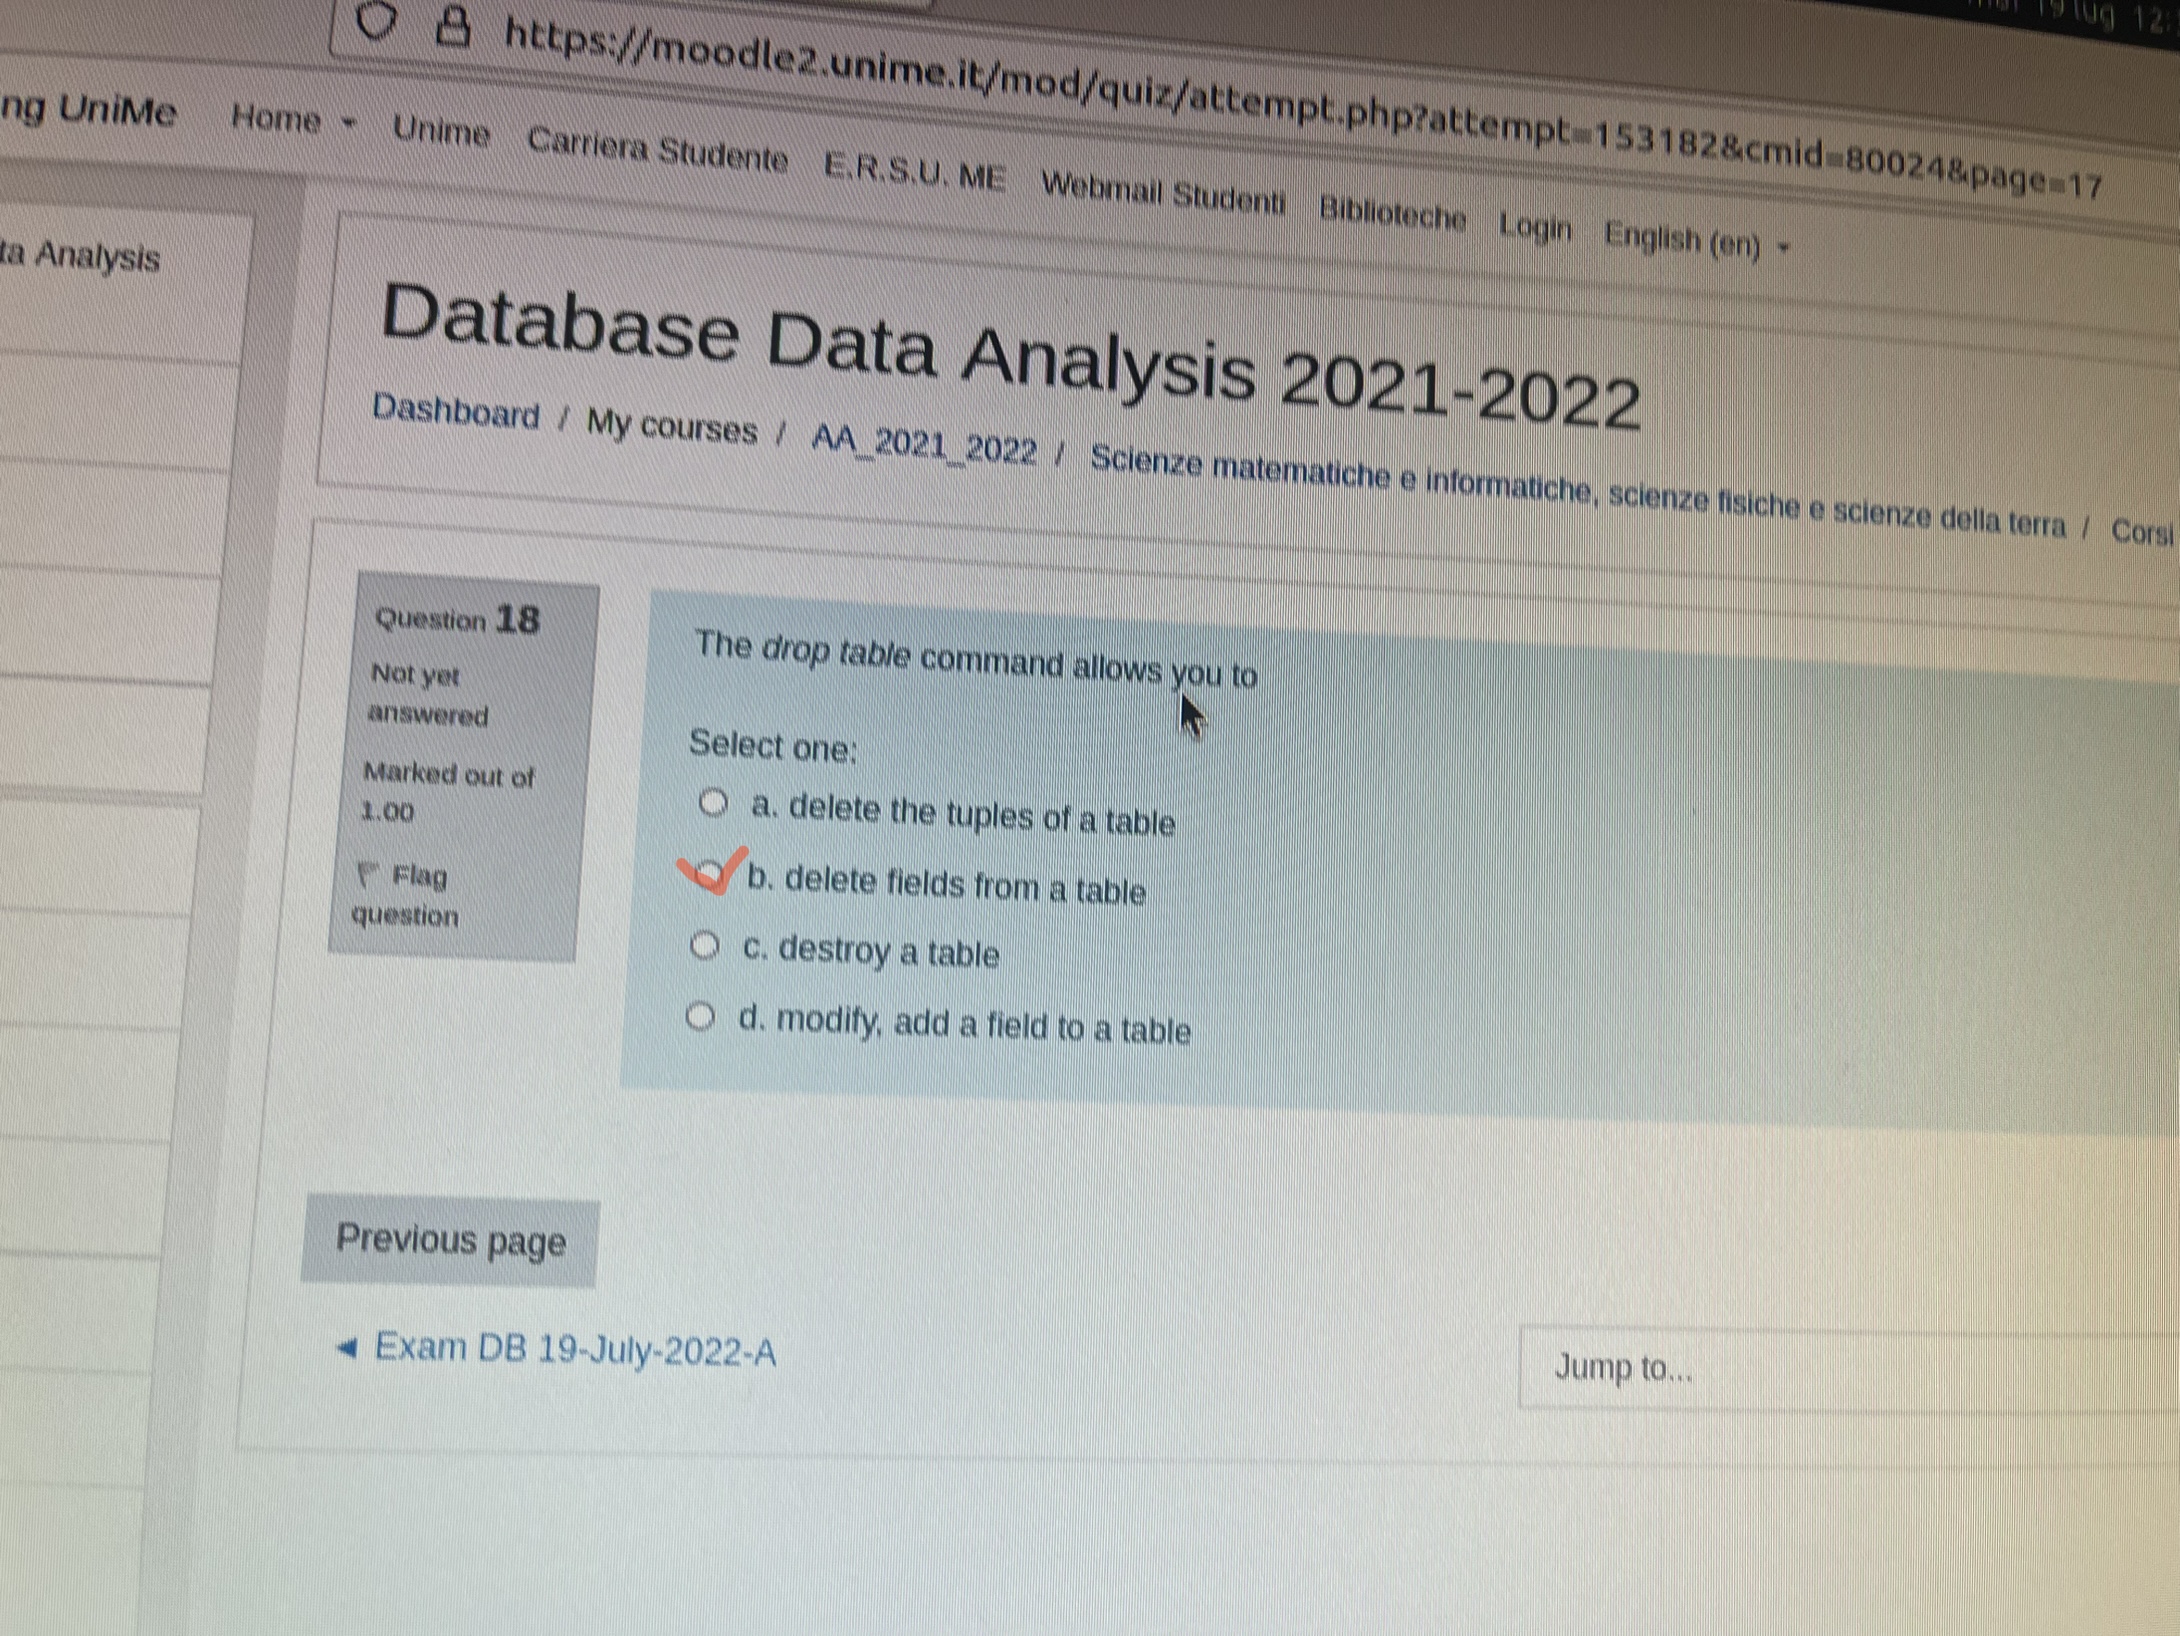 19 lug 12:
https://moodle2.unime.it/mod/quiz/attempt.php?attempt=153182&cmid=80024&page=17
ng UniMe Home Unime Carriera Studente E.R.S.U. ME Webmail Studenti Biblioteche Login English (en)
ta Analysis
Database Data Analysis 2021-2022
Dashboard / My courses / AA_2021_2022 / Scienze matematiche e informatiche, scienze fisiche e scienze della terra / Corsi
Question 18
Not yet
answered
Marked out of
1.00
Flag
question
The drop table command allows you to
Select one:
a. delete the tuples of a table
b. delete fields from a table
c. destroy a table
d. modify, add a field to a table
Previous page
◄ Exam DB 19-July-2022-A
Jump to...